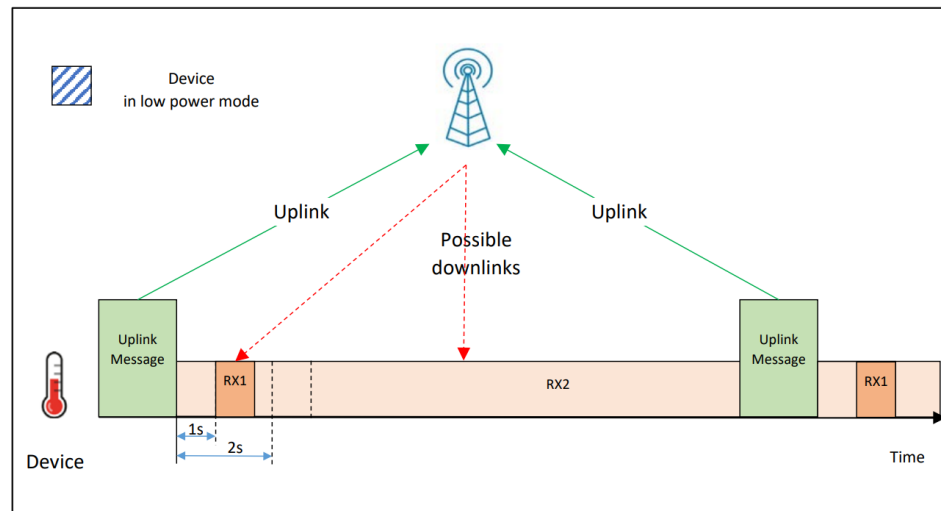 Device
in low power mode
Uplink
Uplink
Possible
downlinks
Uplink
Message
RX1
RX2
Uplink
Message
RX1
1s
2s
Device
Time